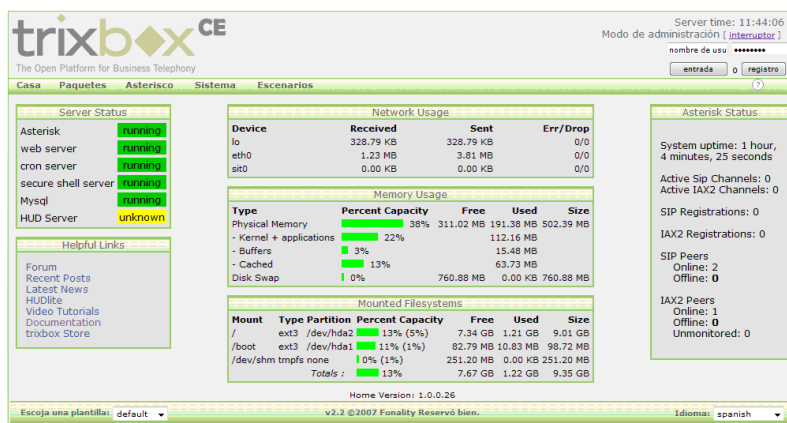 trixbox CE
The Open Platform for Business Telephony
Server time: 11:44:06
Modo de administración [ interruptor ]
nombre de usu ••••••••
entrada o registro
Casa Paquetes Asterisco Sistema Escenarios ?
Server Status
Asterisk running
web server running
cron server running
secure shell server running
Mysql running
HUD Server unknown
Helpful Links
Forum
Recent Posts
Latest News
HUDlite
Video Tutorials
Documentation
trixbox Store
Network Usage
Device Received Sent Err/Drop
lo 328.79 KB 328.79 KB 0/0
eth0 1.23 MB 3.81 MB 0/0
sit0 0.00 KB 0.00 KB 0/0
Memory Usage
Type Percent Capacity Free Used Size
Physical Memory 38% 311.02 MB 191.38 MB 502.39 MB
- Kernel + applications 22% 112.16 MB
- Buffers 3% 15.48 MB
- Cached 13% 63.73 MB
Disk Swap 0% 760.88 MB 0.00 KB 760.88 MB
Mounted Filesystems
Mount Type Partition Percent Capacity Free Used Size
/ ext3 /dev/hda2 13% (5%) 7.34 GB 1.21 GB 9.01 GB
/boot ext3 /dev/hda1 11% (1%) 82.79 MB 10.83 MB 98.72 MB
/dev/shm tmpfs none 0% (1%) 251.20 MB 0.00 KB 251.20 MB
Totals : 13% 7.67 GB 1.22 GB 9.35 GB
Home Version: 1.0.0.26
Asterisk Status
System uptime: 1 hour,
4 minutes, 25 seconds
Active Sip Channels: 0
Active IAX2 Channels: 0
SIP Registrations: 0
IAX2 Registrations: 0
SIP Peers
Online: 2
Offline: 0
IAX2 Peers
Online: 1
Offline: 0
Unmonitored: 0
Escoja una plantilla: default
v2.2 ©2007 Fonality Reservó bien.
Idioma: spanish